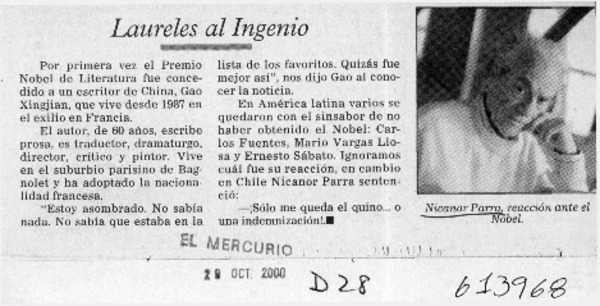 Laureles al Ingenio
Por primera vez el Premio
Nobel de Literatura fue conce-
dido a un escritor de China, Gao
Xingjian, que vive desde 1987 en
el exilio en Francia.
El autor, de 60 años, escribe
prosa, es traductor, dramaturgo,
director, crítico y pintor. Vive
en el suburbio parisino de Bag-
nolet y ha adoptado la naciona-
lidad francesa.
"Estoy asombrado. No sabía
nada. No sabía que estaba en la
lista de los favoritos. Quizás fue
mejor así", nos dijo Gao al cono-
cer la noticia.
En América latina varios se
quedaron con el sinsabor de no
haber obtenido el Nobel: Car-
los Fuentes, Mario Vargas Llo-
sa y Ernesto Sábato. Ignoramos
cuál fue su reacción, en cambio
en Chile Nicanor Parra senten-
ció:
—¡Sólo me queda el quino... o
una indemnización!.■
Nicanor Parra, reacción ante el
Nobel.
EL MERCURIO
29 OCT. 2000
D28
613968